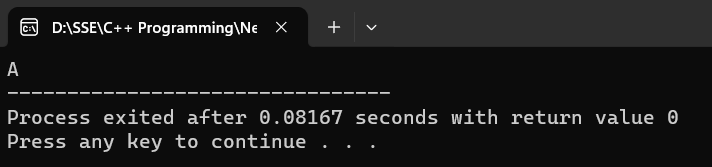 D:\SSE\C++ Programming\Ne
A
--------------------------------
Process exited after 0.08167 seconds with return value 0
Press any key to continue . . .